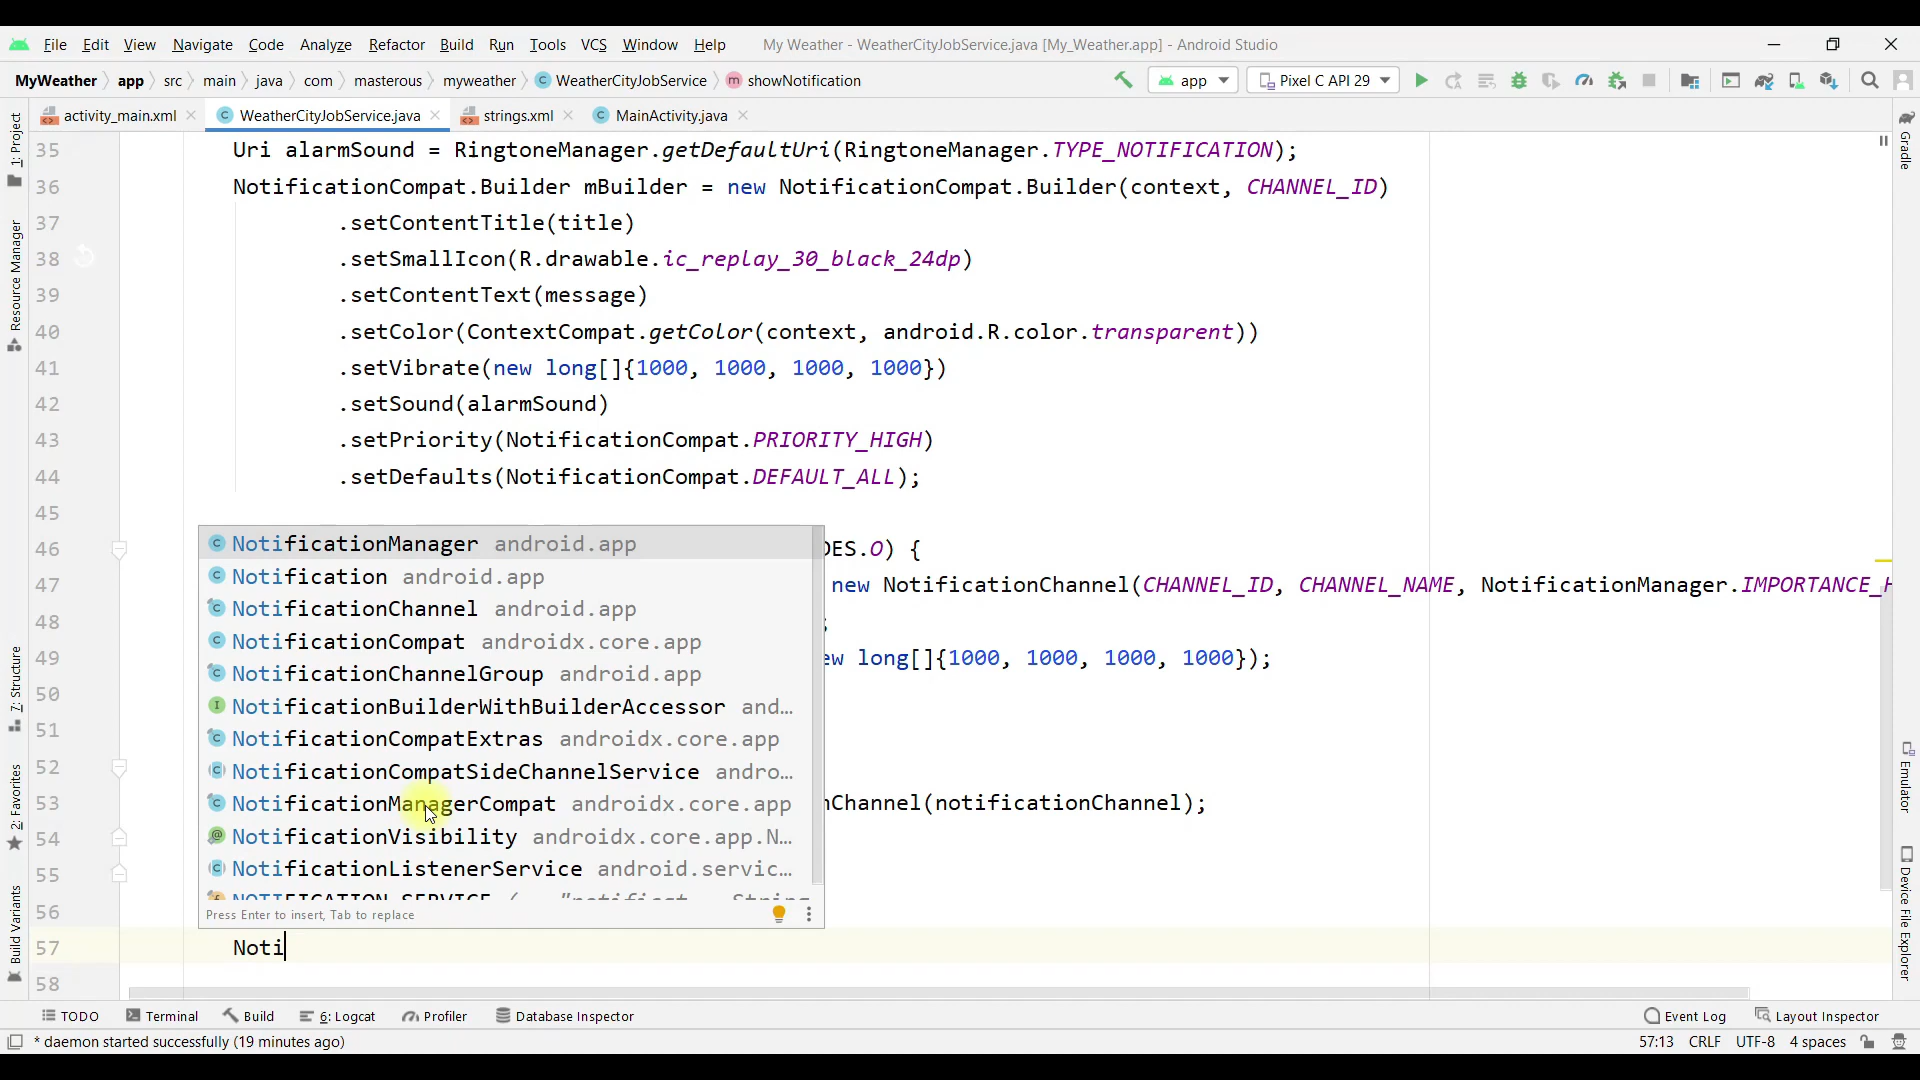 File Edit View Navigate Code Analyze Refactor Build Run Tools VCS Window Help My Weather - WeatherCityJobService.java [My_Weather.app] - Android Studio
MyWeather app src main java com masterous myweather WeatherCityJobService showNotification app Pixel C API 29
activity_main.xml WeatherCityJobService.java strings.xml MainActivity.java
1: Project
Resource Manager
7: Structure
2: Favorites
Build Variants
35 Uri alarmSound = RingtoneManager.getDefaultUri(RingtoneManager.TYPE_NOTIFICATION);
36 NotificationCompat.Builder mBuilder = new NotificationCompat.Builder(context, CHANNEL_ID)
37 .setContentTitle(title)
38 .setSmallIcon(R.drawable.ic_replay_30_black_24dp)
39 .setContentText(message)
40 .setColor(ContextCompat.getColor(context, android.R.color.transparent))
41 .setVibrate(new long[]{1000, 1000, 1000, 1000})
42 .setSound(alarmSound)
43 .setPriority(NotificationCompat.PRIORITY_HIGH)
44 .setDefaults(NotificationCompat.DEFAULT_ALL);
45
46 DES.O) {
47 new NotificationChannel(CHANNEL_ID, CHANNEL_NAME, NotificationManager.IMPORTANCE_H
48 ;
49 ew long[]{1000, 1000, 1000, 1000});
50
51
52
53 nChannel(notificationChannel);
54
55
56
57 Noti
58
NotificationManager android.app
Notification android.app
NotificationChannel android.app
NotificationCompat androidx.core.app
NotificationChannelGroup android.app
NotificationBuilderWithBuilderAccessor and…
NotificationCompatExtras androidx.core.app
NotificationCompatSideChannelService andro…
NotificationManagerCompat androidx.core.app
NotificationVisibility androidx.core.app.N…
NotificationListenerService android.servic…
NOTIFICATION_SERVICE ( "notificat… String
Press Enter to insert, Tab to replace
Gradle
Emulator
Device File Explorer
TODO Terminal Build 6: Logcat Profiler Database Inspector Event Log Layout Inspector
* daemon started successfully (19 minutes ago) 57:13 CRLF UTF-8 4 spaces